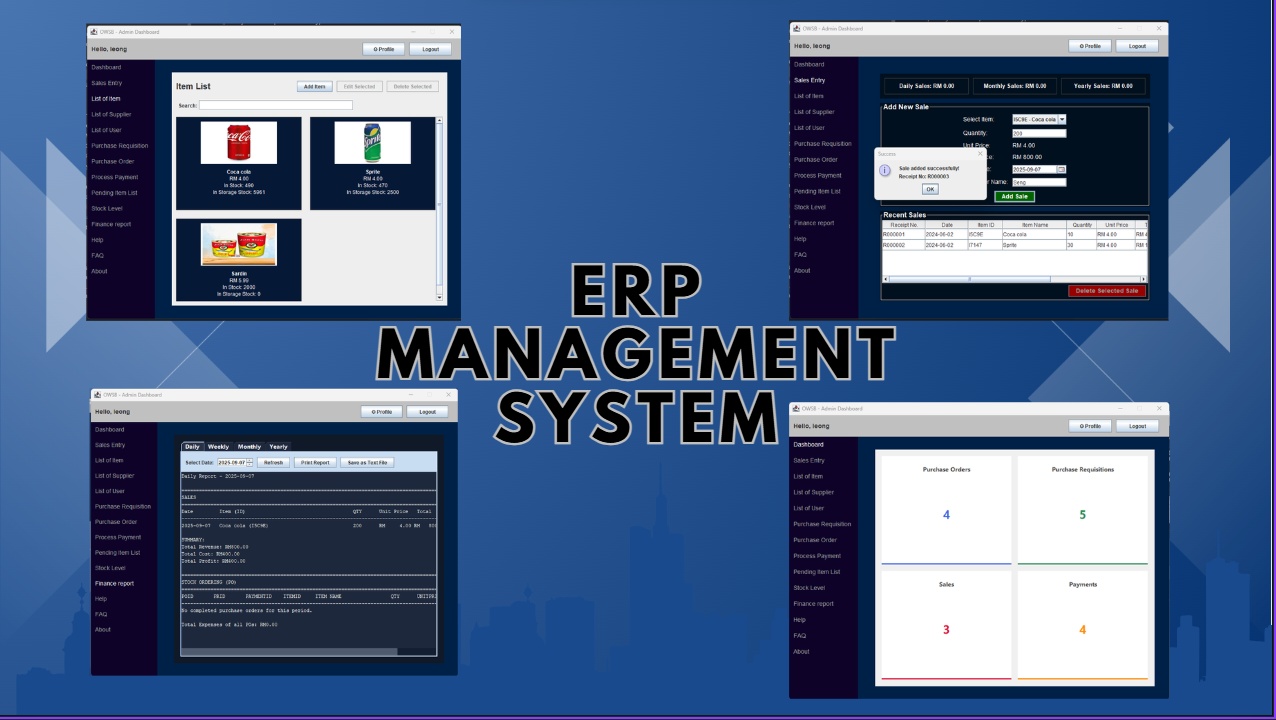 OWSB - Admin Dashboard
Hello, leong
Profile
Logout
Dashboard
Sales Entry
List of Item
List of Supplier
List of User
Purchase Requisition
Purchase Order
Process Payment
Pending Item List
Stock Level
Finance report
Help
FAQ
About
Item List
Add Item
Edit Selected
Delete Selected
Search:
Coca cola
RM 4.00
In Stock: 490
In Storage Stock: 5961
Sprite
RM 4.00
In Stock: 470
In Storage Stock: 2500
Sardin
RM 5.99
In Stock: 2000
In Storage Stock: 0
OWSB - Admin Dashboard
Hello, leong
Profile
Logout
Dashboard
Sales Entry
List of Item
List of Supplier
List of User
Purchase Requisition
Purchase Order
Process Payment
Pending Item List
Stock Level
Finance report
Help
FAQ
About
Daily Sales: RM 0.00
Monthly Sales: RM 0.00
Yearly Sales: RM 0.00
Add New Sale
Select Item:
ISC9E - Coca cola
Quantity:
200
Unit Price:
RM 4.00
RM 800.00
2025-09-07
Name:
Seng
Add Sale
Success
Sale added successfully!
Receipt No: R000003
OK
Recent Sales
Receipt No. Date Item ID Item Name Quantity Unit Price
R000001 2024-06-02 ISC9E Coca cola 10 RM 4.00
R000002 2024-06-02 I7147 Sprite 30 RM 4.00
Delete Selected Sale
ERP
MANAGEMENT
SYSTEM
OWSB - Admin Dashboard
Hello, leong
Profile
Logout
Dashboard
Sales Entry
List of Item
List of Supplier
List of User
Purchase Requisition
Purchase Order
Process Payment
Pending Item List
Stock Level
Finance report
Help
FAQ
About
Daily Weekly Monthly Yearly
Select Date: 2025-09-07
Refresh
Print Report
Save as Text File
Daily Report - 2025-09-07
SALES
Date Item (ID) QTY Unit Price Total
2025-09-07 Coca cola (ISC9E) 200 RM 4.00 RM 800
SUMMARY:
Total Revenue: RM800.00
Total Cost: RM400.00
Total Profit: RM400.00
STOCK ORDERING (PO)
POID PRID PAYMENTID ITEMID ITEM NAME QTY UNITPRI
No completed purchase orders for this period.
Total Expenses of all POs: RM0.00
OWSB - Admin Dashboard
Hello, leong
Profile
Logout
Dashboard
Sales Entry
List of Item
List of Supplier
List of User
Purchase Requisition
Purchase Order
Process Payment
Pending Item List
Stock Level
Finance report
Help
FAQ
About
Purchase Orders
4
Purchase Requisitions
5
Sales
3
Payments
4